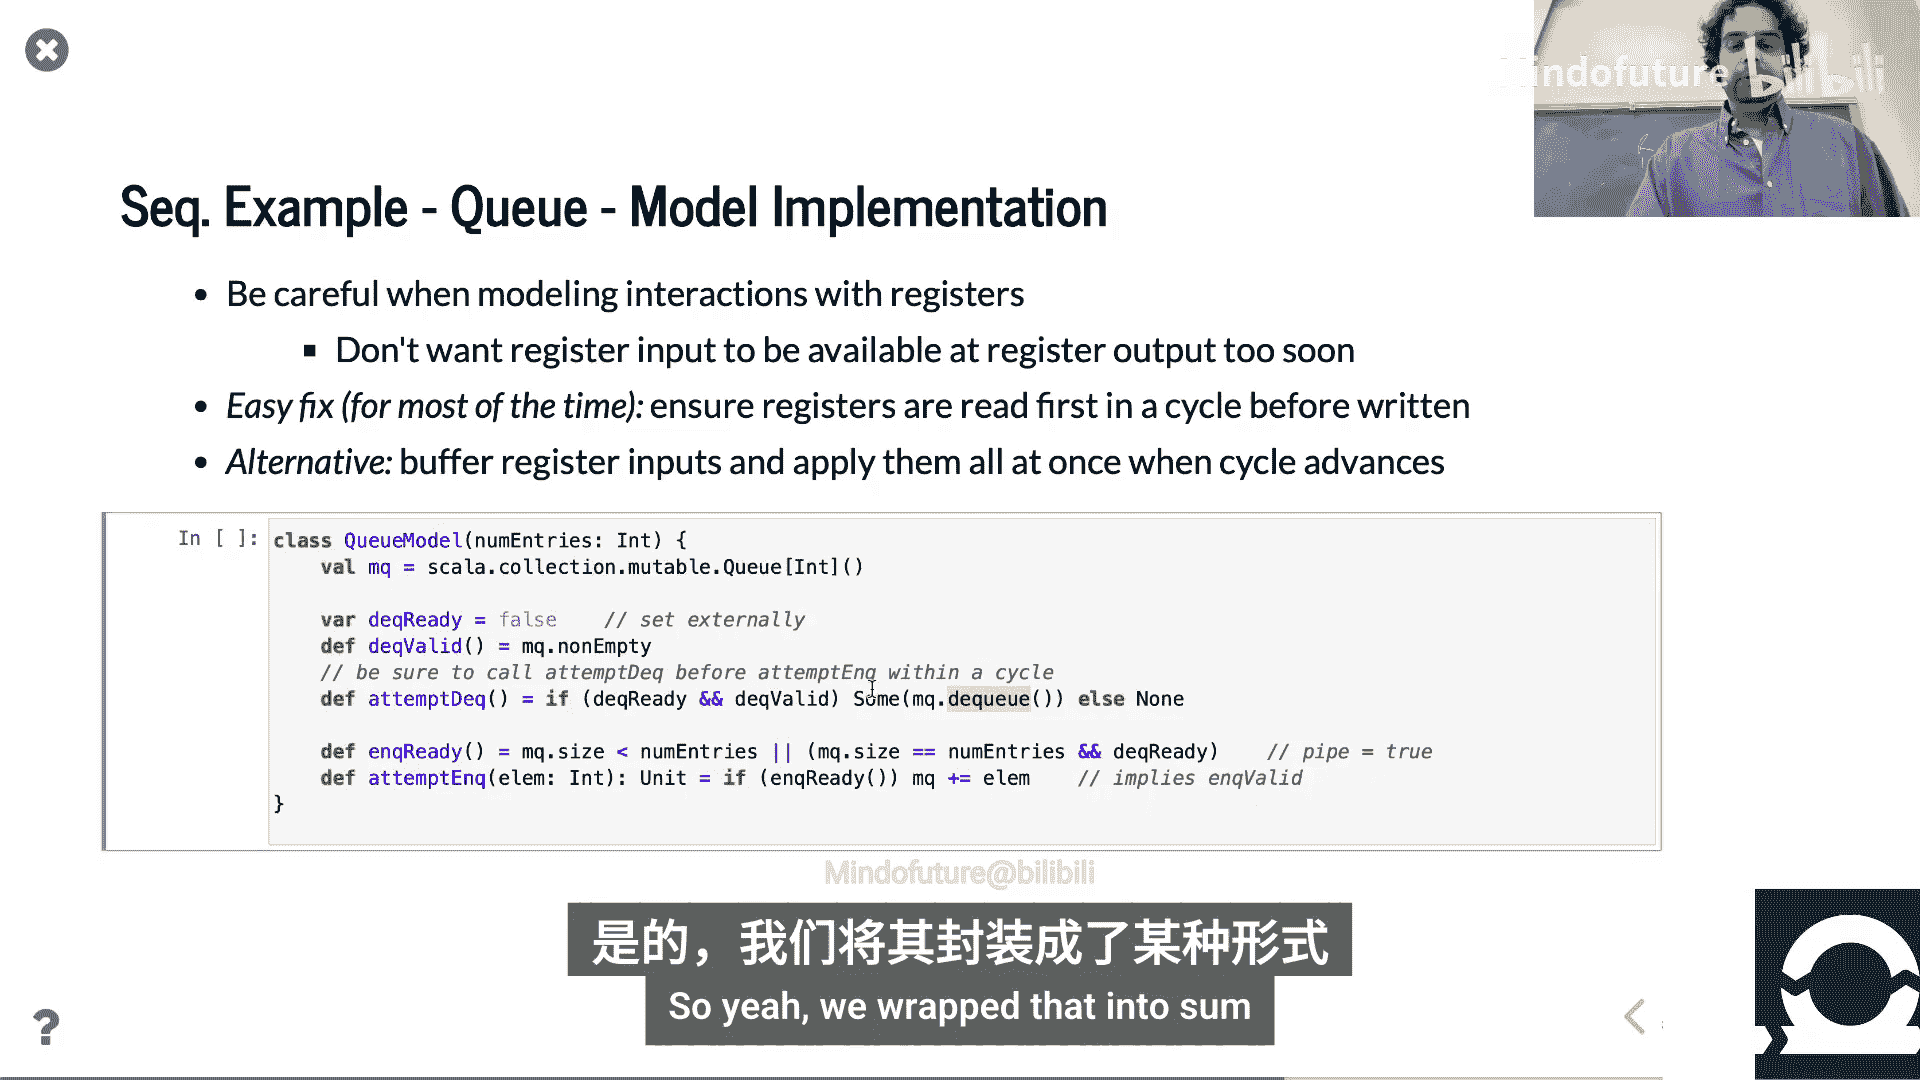 indofuture bilibili
Seq. Example - Queue - Model Implementation
• Be careful when modeling interactions with registers
▪ Don't want register input to be available at register output too soon
• Easy fix (for most of the time): ensure registers are read first in a cycle before written
• Alternative: buffer register inputs and apply them all at once when cycle advances
In [ ]: class QueueModel(numEntries: Int) {
val mq = scala.collection.mutable.Queue[Int]()
var deqReady = false // set externally
def deqValid() = mq.nonEmpty
// be sure to call attemptDeq before attemptEnq within a cycle
def attemptDeq() = if (deqReady && deqValid) Some(mq.dequeue()) else None
def enqReady() = mq.size < numEntries || (mq.size == numEntries && deqReady) // pipe = true
def attemptEnq(elem: Int): Unit = if (enqReady()) mq += elem // implies enqValid
}
Mindofuture@bilibili
是的，我们将其封装成了某种形式
So yeah, we wrapped that into sum
?